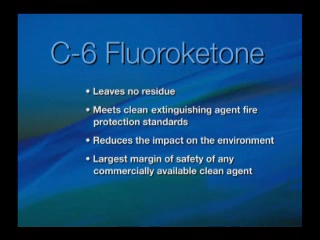 C-6 Fluoroketone
• Leaves no residue
• Meets clean extinguishing agent fire
protection standards
• Reduces the impact on the environment
• Largest margin of safety of any
commercially available clean agent